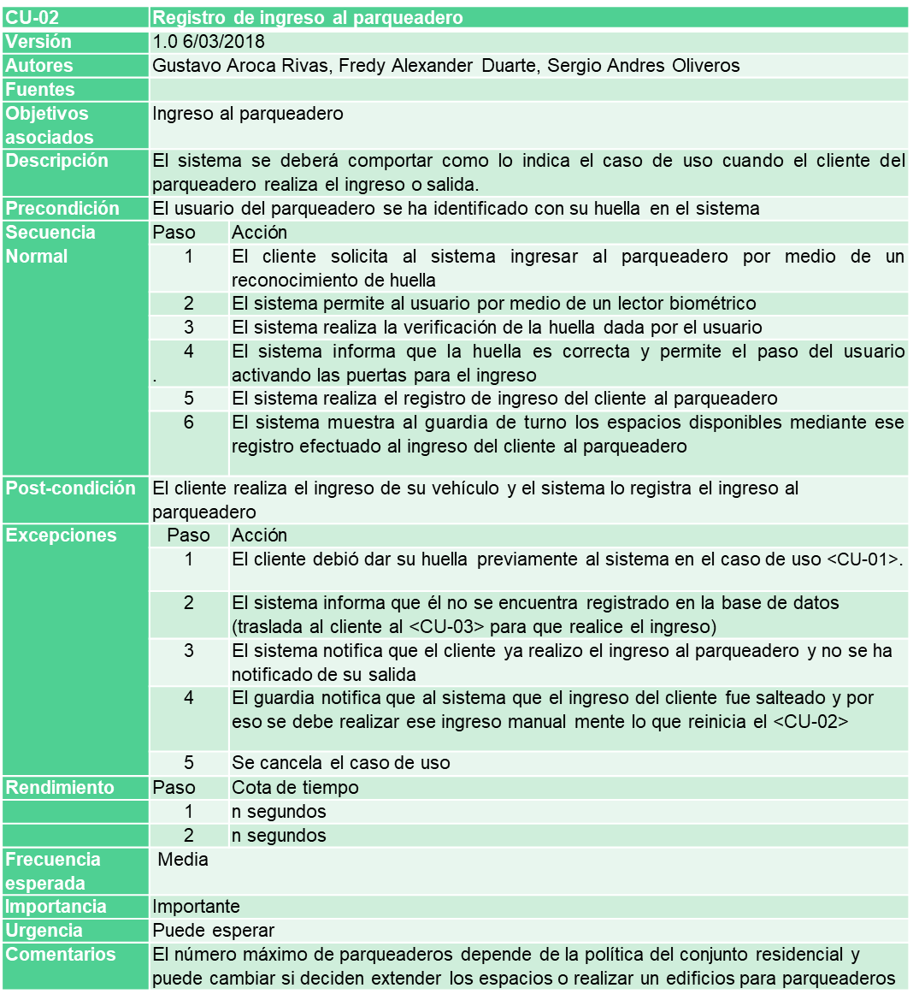 CU-02 Registro de ingreso al parqueadero
Versión 1.0 6/03/2018
Autores Gustavo Aroca Rivas, Fredy Alexander Duarte, Sergio Andres Oliveros
Fuentes
Objetivos asociados Ingreso al parqueadero
Descripción El sistema se deberá comportar como lo indica el caso de uso cuando el cliente del
parqueadero realiza el ingreso o salida.
Precondición El usuario del parqueadero se ha identificado con su huella en el sistema
Secuencia Normal Paso Acción
1 El cliente solicita al sistema ingresar al parqueadero por medio de un
reconocimiento de huella
2 El sistema permite al usuario por medio de un lector biométrico
3 El sistema realiza la verificación de la huella dada por el usuario
4 El sistema informa que la huella es correcta y permite el paso del usuario
. activando las puertas para el ingreso
5 El sistema realiza el registro de ingreso del cliente al parqueadero
6 El sistema muestra al guardia de turno los espacios disponibles mediante ese
registro efectuado al ingreso del cliente al parqueadero
Post-condición El cliente realiza el ingreso de su vehículo y el sistema lo registra el ingreso al
parqueadero
Excepciones Paso Acción
1 El cliente debió dar su huella previamente al sistema en el caso de uso <CU-01>.
2 El sistema informa que él no se encuentra registrado en la base de datos
(traslada al cliente al <CU-03> para que realice el ingreso)
3 El sistema notifica que el cliente ya realizo el ingreso al parqueadero y no se ha
notificado de su salida
4 El guardia notifica que al sistema que el ingreso del cliente fue salteado y por
eso se debe realizar ese ingreso manual mente lo que reinicia el <CU-02>
5 Se cancela el caso de uso
Rendimiento Paso Cota de tiempo
1 n segundos
2 n segundos
Frecuencia esperada Media
Importancia Importante
Urgencia Puede esperar
Comentarios El número máximo de parqueaderos depende de la política del conjunto residencial y
puede cambiar si deciden extender los espacios o realizar un edificios para parqueaderos